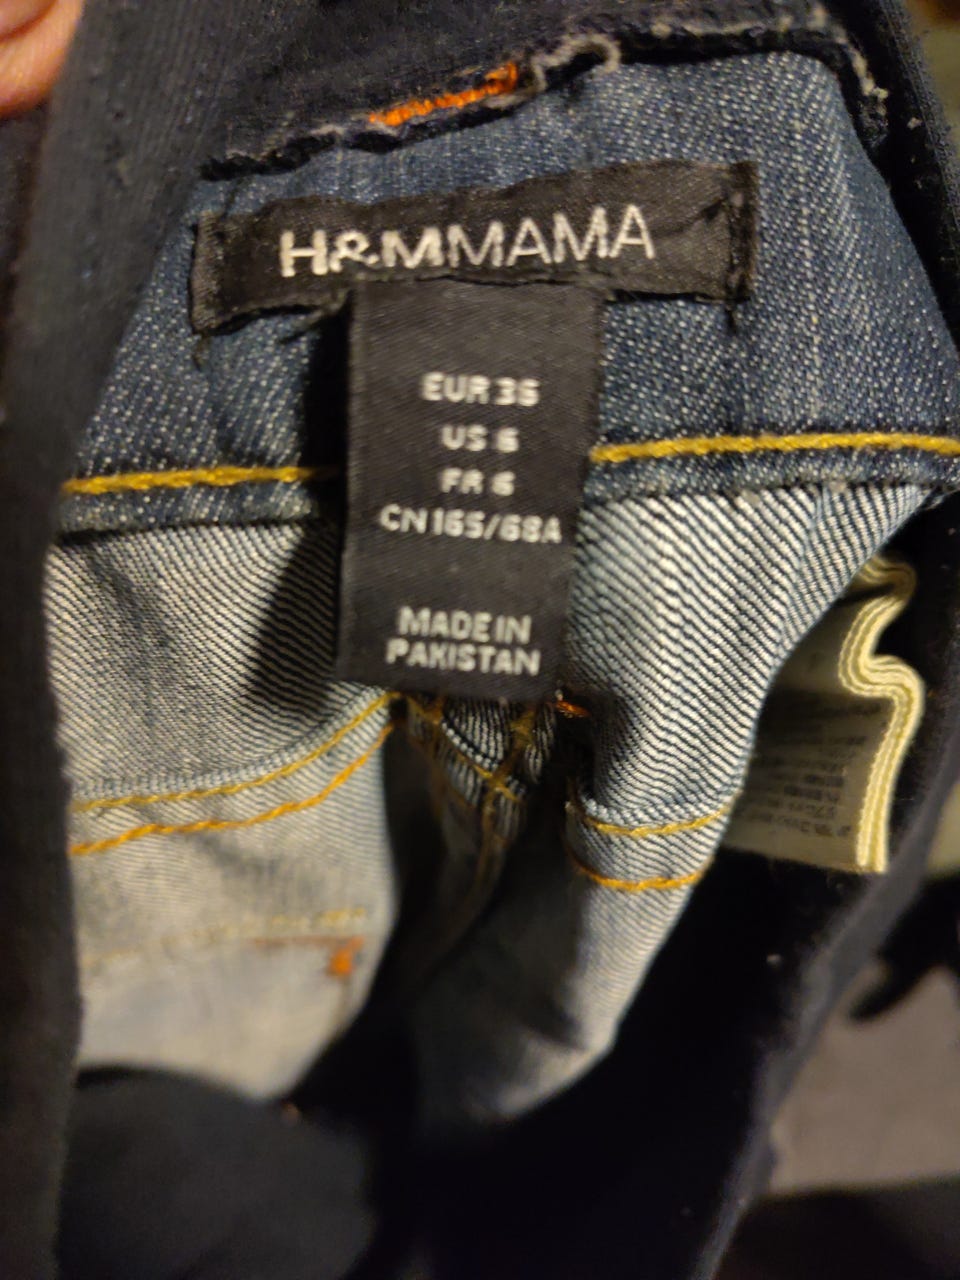 H&MMAMA
EUR 36
US 6
FR 6
CN 165/68A
MADE IN
PAKISTAN